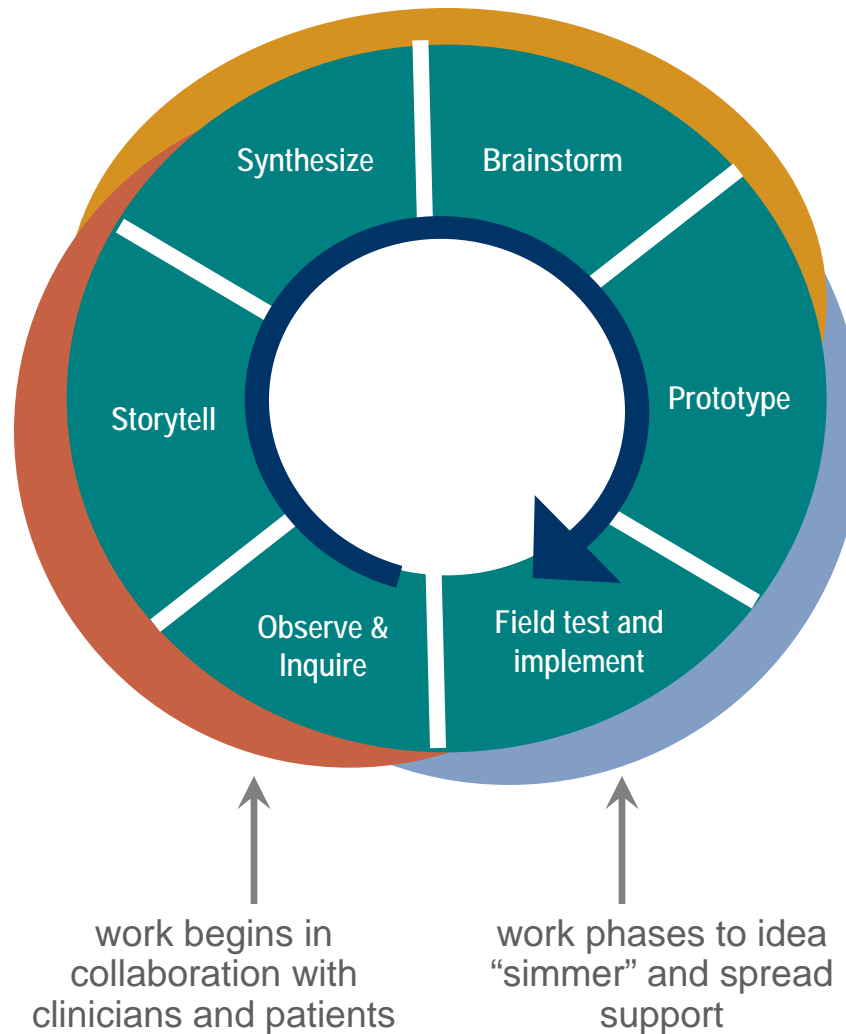 Synthesize
Brainstorm
Storytell
Prototype
Observe &
Inquire
Field test and
implement
work begins in
collaboration with
clinicians and patients
work phases to idea
“simmer” and spread
support